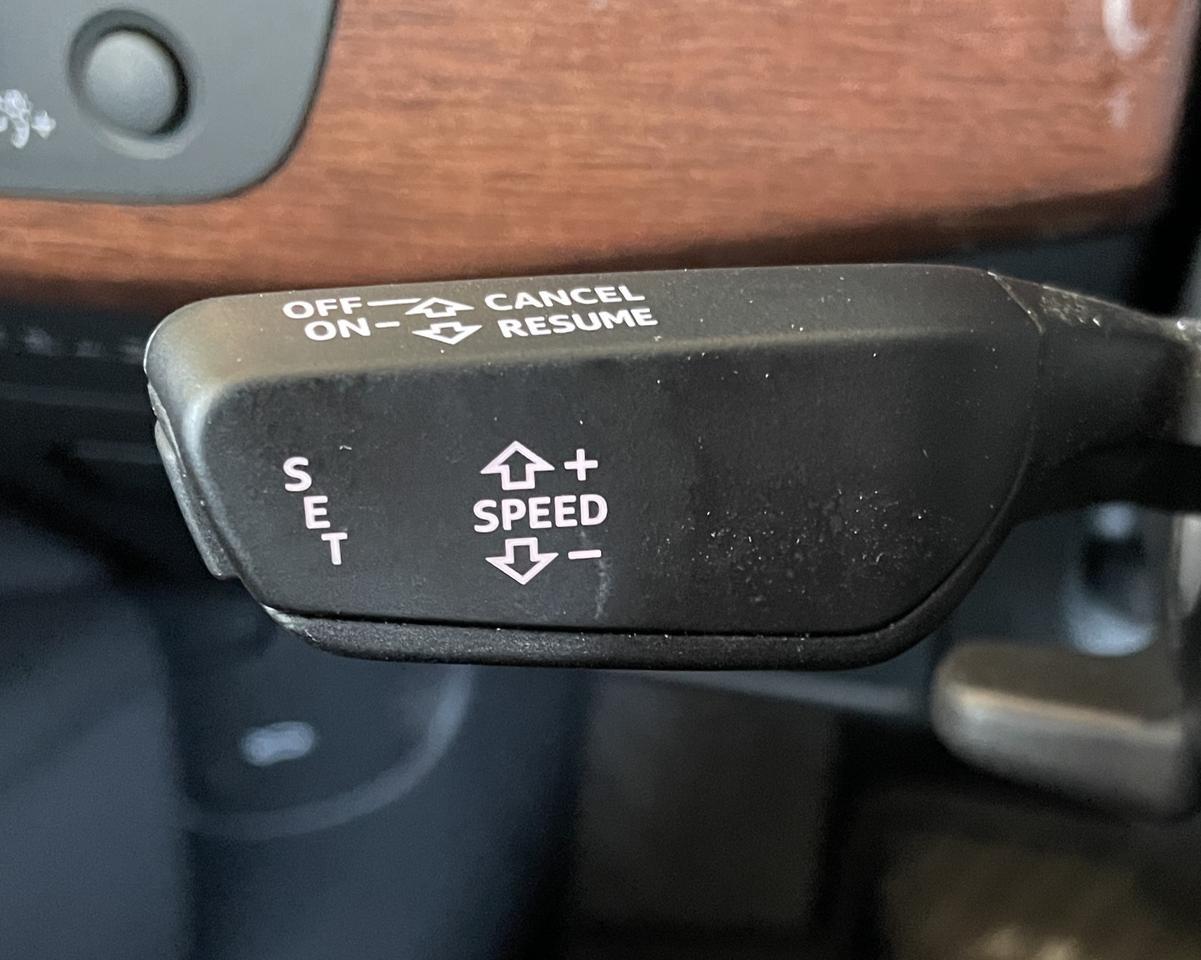 OFF CANCEL
ON RESUME
SET
+
SPEED
-